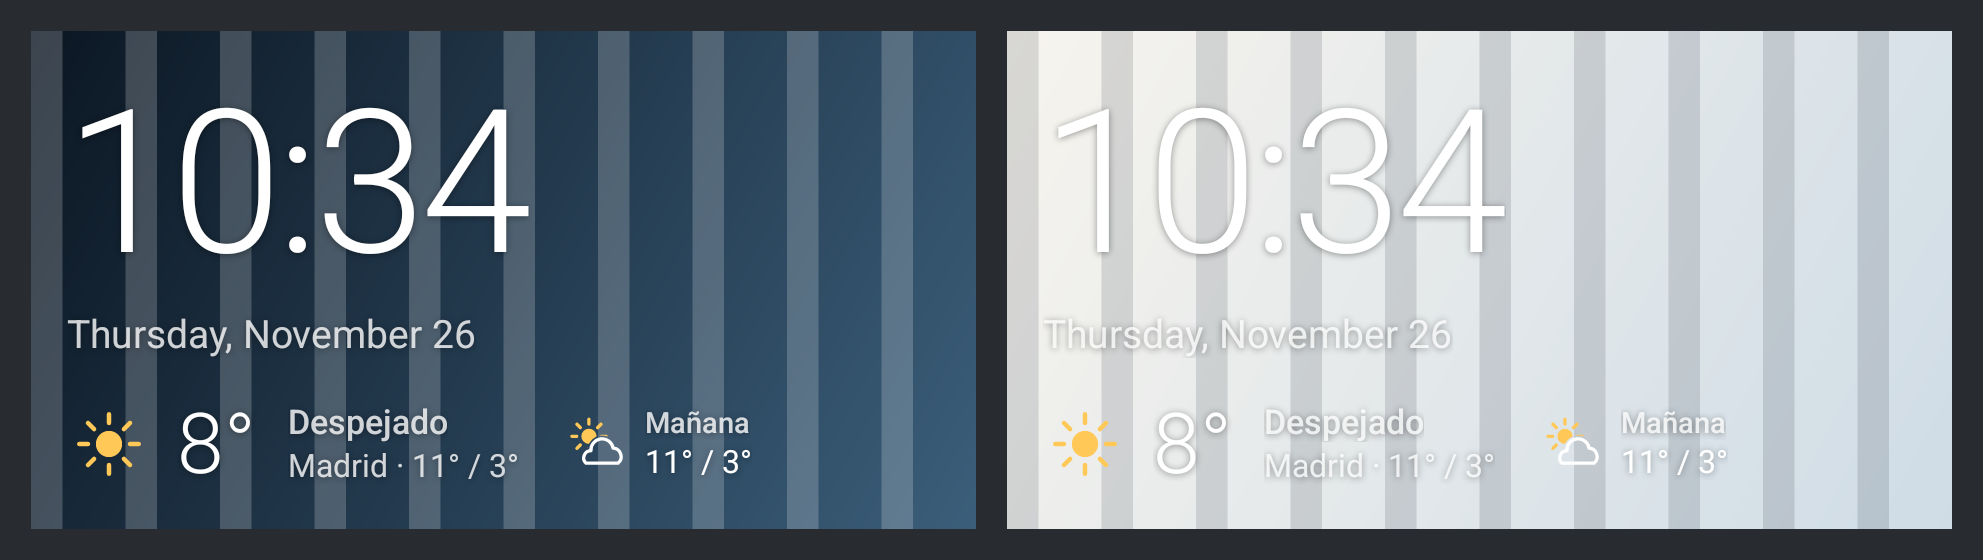 10:34
Thursday, November 26
8°
Despejado
Madrid · 11° / 3°
Mañana
11° / 3°
10:34
Thursday, November 26
8°
Despejado
Madrid · 11° / 3°
Mañana
11° / 3°